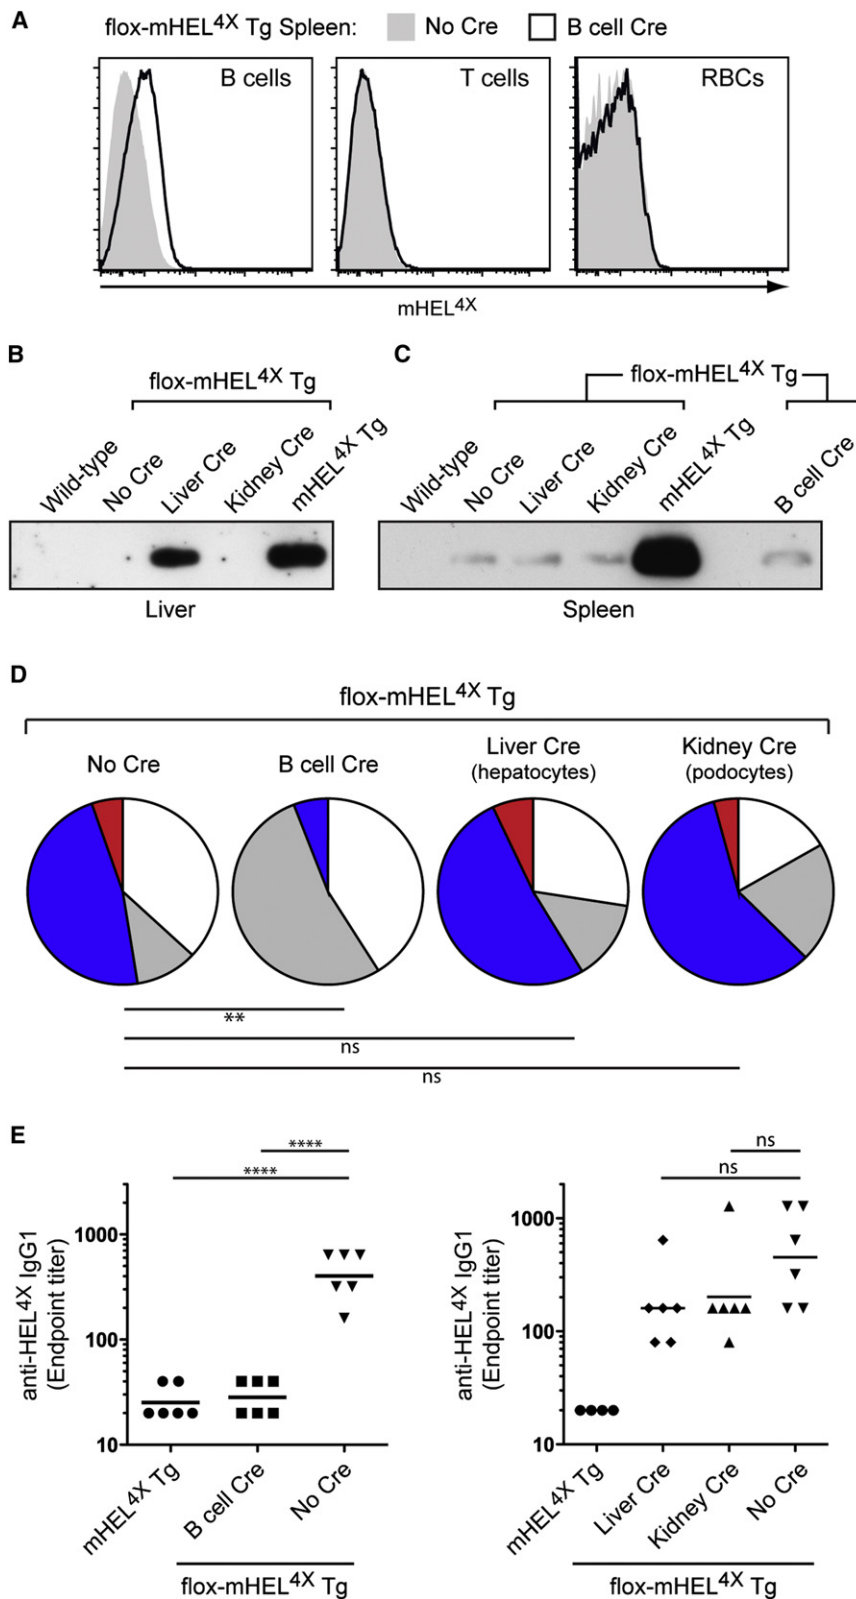 A
flox-mHEL4X Tg Spleen: No Cre B cell Cre
B cells
T cells
RBCs
mHEL4X
B
flox-mHEL4X Tg
Wild-type
No Cre
Liver Cre
Kidney Cre
mHEL4X Tg
Liver
C
flox-mHEL4X Tg
Wild-type
No Cre
Liver Cre
Kidney Cre
mHEL4X Tg
B cell Cre
Spleen
D
flox-mHEL4X Tg
No Cre
B cell Cre
Liver Cre
(hepatocytes)
Kidney Cre
(podocytes)
**
ns
ns
E
****
****
anti-HEL4X IgG1
(Endpoint titer)
1000
100
10
mHEL4X Tg
B cell Cre
No Cre
flox-mHEL4X Tg
ns
ns
anti-HEL4X IgG1
(Endpoint titer)
1000
100
10
mHEL4X Tg
Liver Cre
Kidney Cre
No Cre
flox-mHEL4X Tg